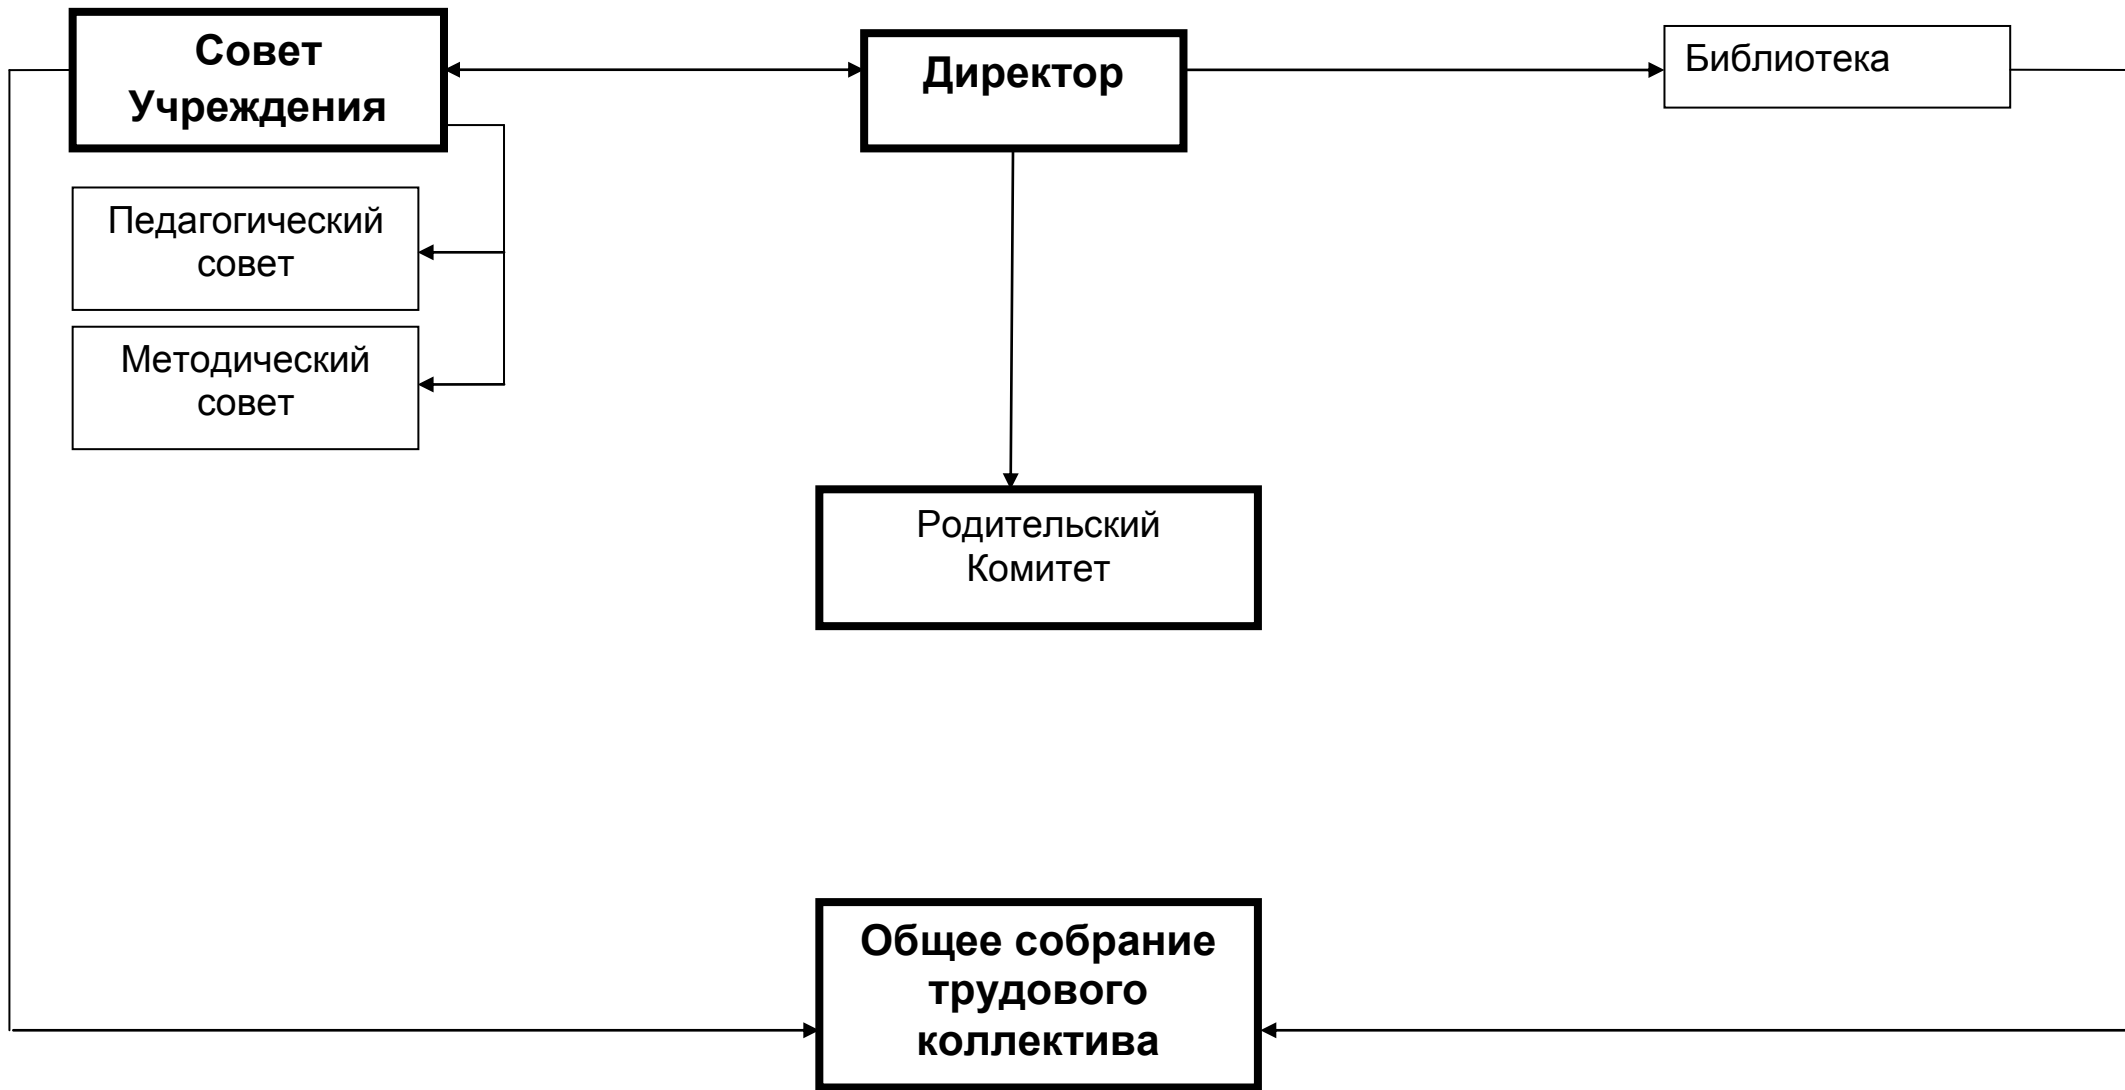 Совет
Учреждения
Директор
Библиотека
Педагогический
совет
Методический
совет
Родительский
Комитет
Общее собрание
трудового
коллектива